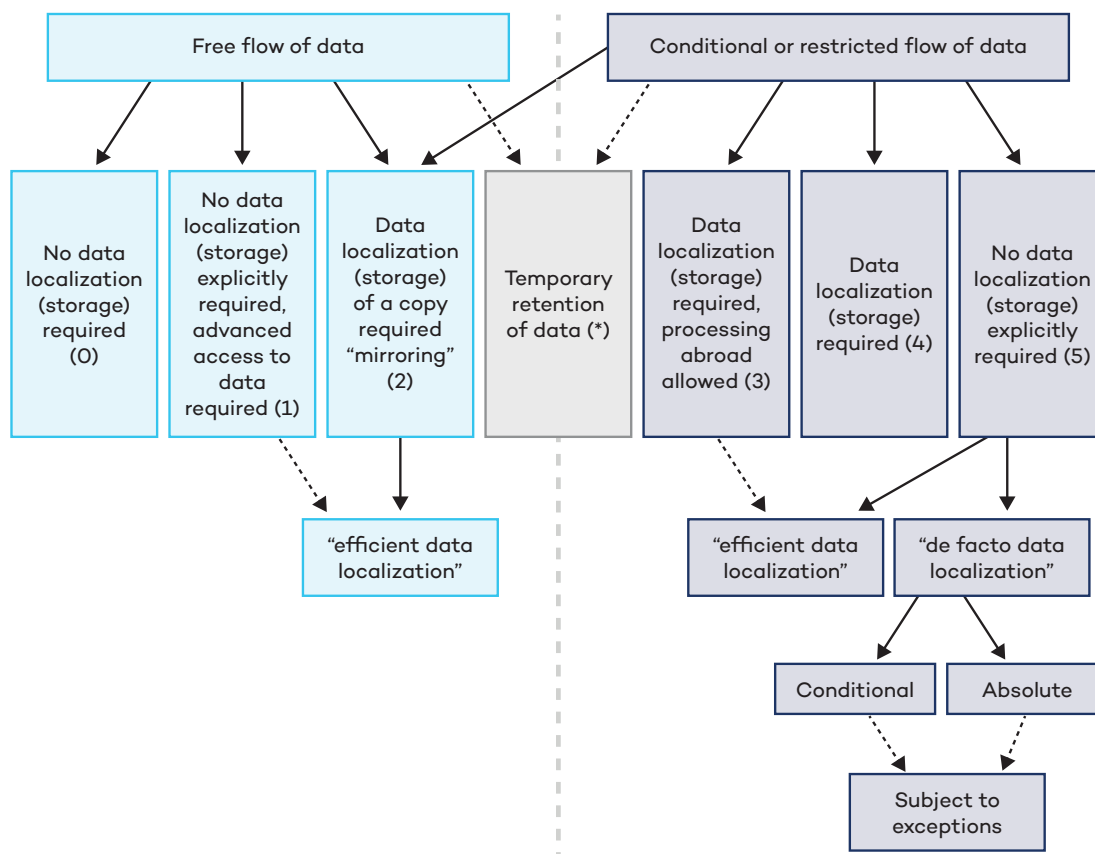 Free flow of data
Conditional or restricted flow of data
No data
localization
(storage)
required
(0)
No data
localization
(storage)
explicitly
required,
advanced
access to
data
required (1)
Data
localization
(storage)
of a copy
required
“mirroring”
(2)
Temporary
retention
of data (*)
Data
localization
(storage)
required,
processing
abroad
allowed (3)
Data
localization
(storage)
required (4)
No data
localization
(storage)
explicitly
required (5)
“efficient data
localization”
“efficient data
localization”
“de facto data
localization”
Conditional
Absolute
Subject to
exceptions